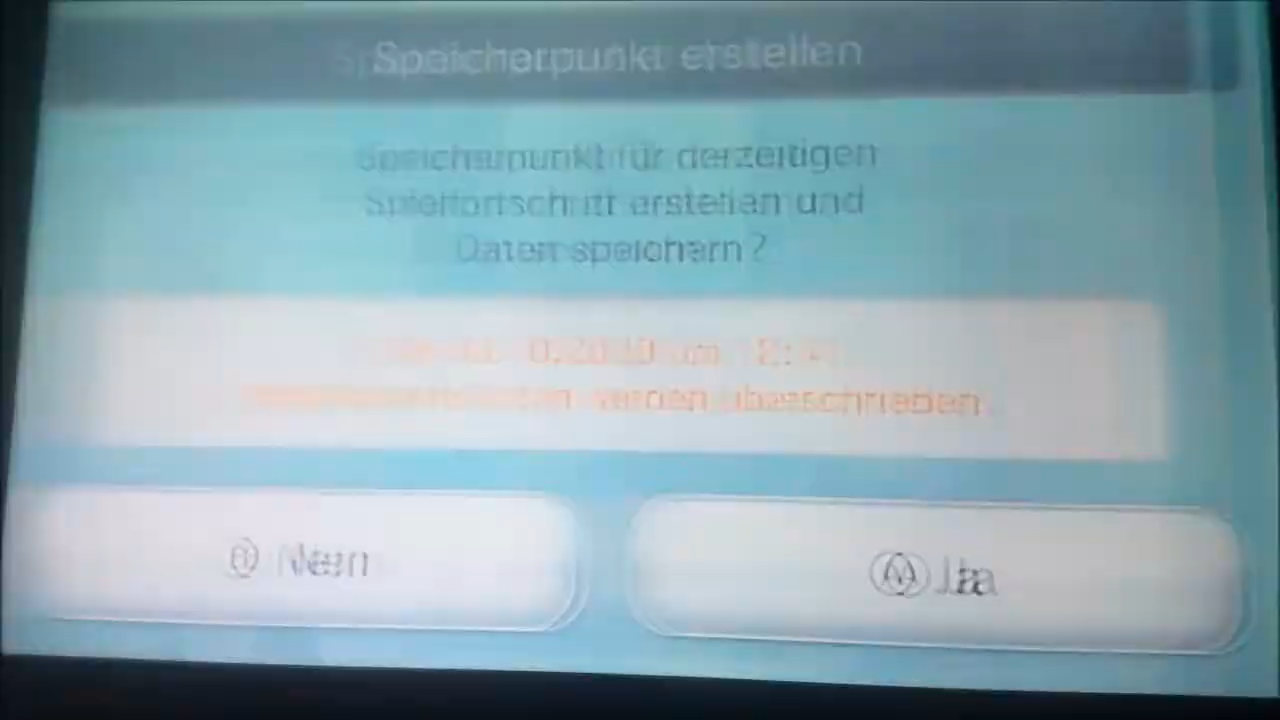 Speicherpunkt erstellen
Speicherpunkt für derzeitigen
Spielfortschritt erstellen und
Daten speichern?
werden überschrieben.
Nein
Ⓐ Ja